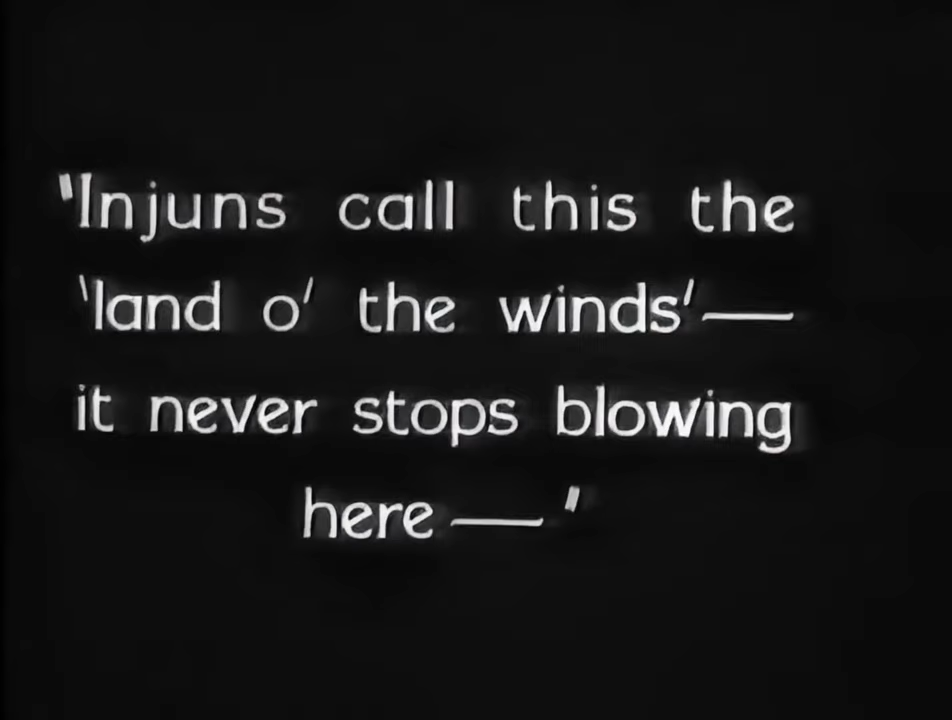 "Injuns call this the
'land o' the winds'—
it never stops blowing
here—"